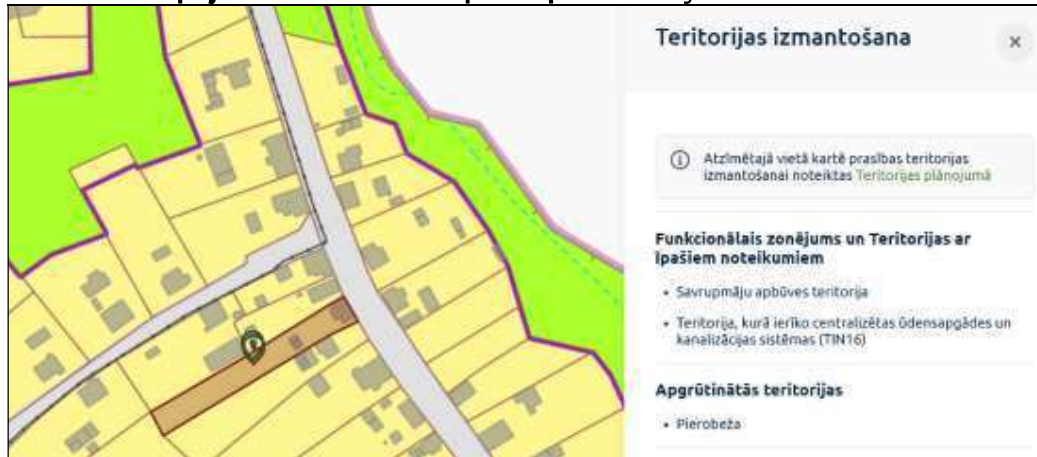 Teritorijas izmantošana
Atzīmētajā vietā kartē prasības teritorijas
izmantošanai noteiktas Teritorijas plānojumā
Funkcionālais zonējums un Teritorijas ar
īpašiem noteikumiem
• Savrupmāju apbūves teritorija
• Teritorija, kurā ierīko centralizētas ūdensapgādes un
kanalizācijas sistēmas (TIN16)
Apgrūtinātās teritorijas
• Pierobeža